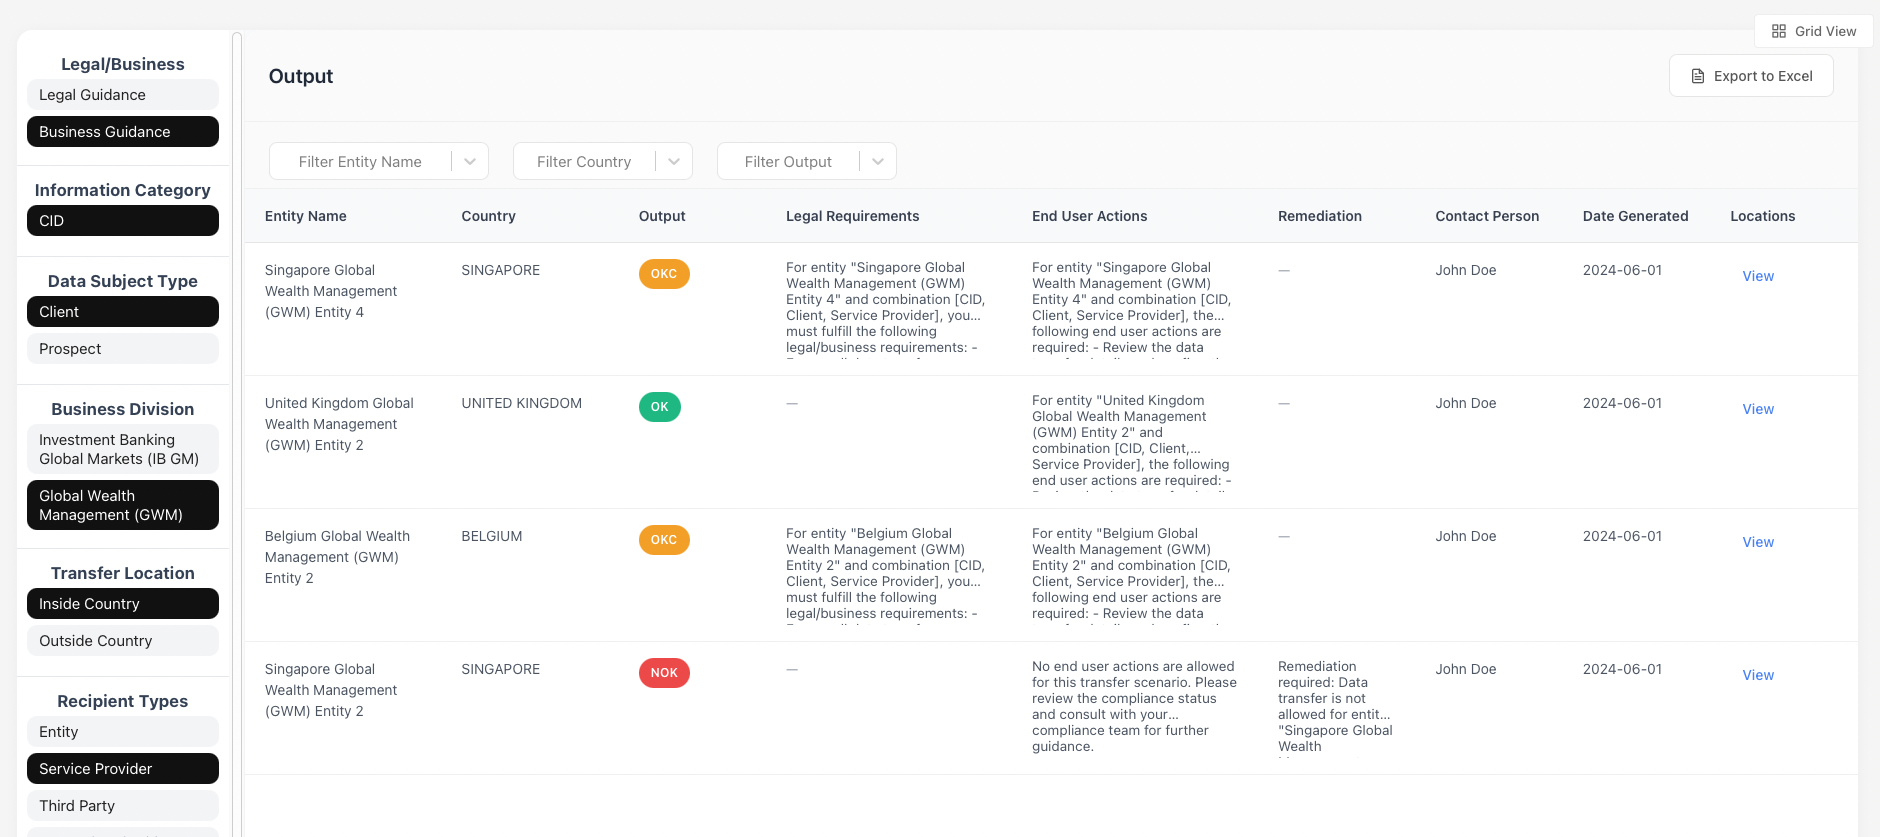 Grid View
Legal/Business
Legal Guidance
Business Guidance
Information Category
CID
Data Subject Type
Client
Prospect
Business Division
Investment Banking
Global Markets (IB GM)
Global Wealth
Management (GWM)
Transfer Location
Inside Country
Outside Country
Recipient Types
Entity
Service Provider
Third Party
Output
Export to Excel
Filter Entity Name
Filter Country
Filter Output
Entity Name
Country
Output
Legal Requirements
End User Actions
Remediation
Contact Person
Date Generated
Locations
Singapore Global
Wealth Management
(GWM) Entity 4
SINGAPORE
OKC
For entity "Singapore Global
Wealth Management (GWM)
Entity 4" and combination [CID,
Client, Service Provider], you...
must fulfill the following
legal/business requirements: -
For entity "Singapore Global
Wealth Management (GWM)
Entity 4" and combination [CID,
Client, Service Provider], the...
following end user actions are
required: - Review the data
—
John Doe
2024-06-01
View
United Kingdom Global
Wealth Management
(GWM) Entity 2
UNITED KINGDOM
OK
—
For entity "United Kingdom
Global Wealth Management
(GWM) Entity 2" and
combination [CID, Client,...
Service Provider], the following
end user actions are required: -
—
John Doe
2024-06-01
View
Belgium Global Wealth
Management (GWM)
Entity 2
BELGIUM
OKC
For entity "Belgium Global
Wealth Management (GWM)
Entity 2" and combination [CID,
Client, Service Provider], you...
must fulfill the following
legal/business requirements: -
For entity "Belgium Global
Wealth Management (GWM)
Entity 2" and combination [CID,
Client, Service Provider], the...
following end user actions are
required: - Review the data
—
John Doe
2024-06-01
View
Singapore Global
Wealth Management
(GWM) Entity 2
SINGAPORE
NOK
—
No end user actions are allowed
for this transfer scenario. Please
review the compliance status
and consult with your...
compliance team for further
guidance.
Remediation
required: Data
transfer is not
allowed for entit...
"Singapore Global
Wealth
John Doe
2024-06-01
View